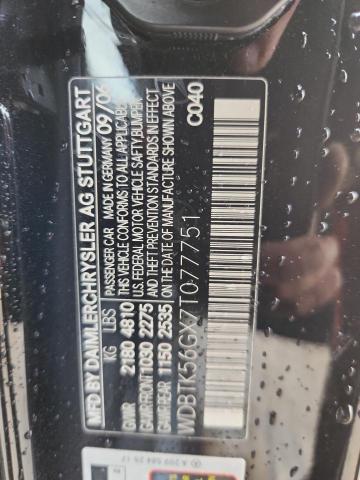 MFD. BY DAIMLERCHRYSLER AG STUTTGART
PASSENGER CAR MADE IN GERMANY 09/06
KG LBS
GVWR 2180 4810
GAWR FRONT 1030 2275
GAWR REAR 1150 2535
THIS VEHICLE CONFORMS TO ALL APPLICABLE
U.S. FEDERAL MOTOR VEHICLE SAFTY BUMPER
AND THEFT PREVENTION STANDARDS IN EFFECT
ON THE DATE OF MANUFACTURE SHOWN ABOVE
C040
WDBTK56GX7T077751